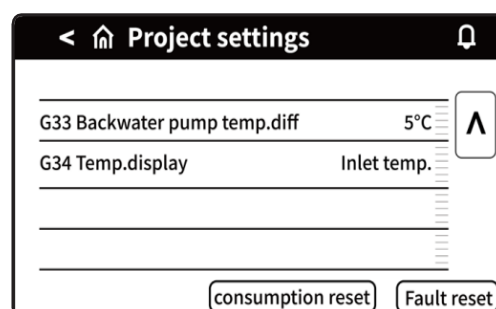 < Project settings
G33 Backwater pump temp.diff 5°C
G34 Temp.display Inlet temp.
consumption reset Fault reset